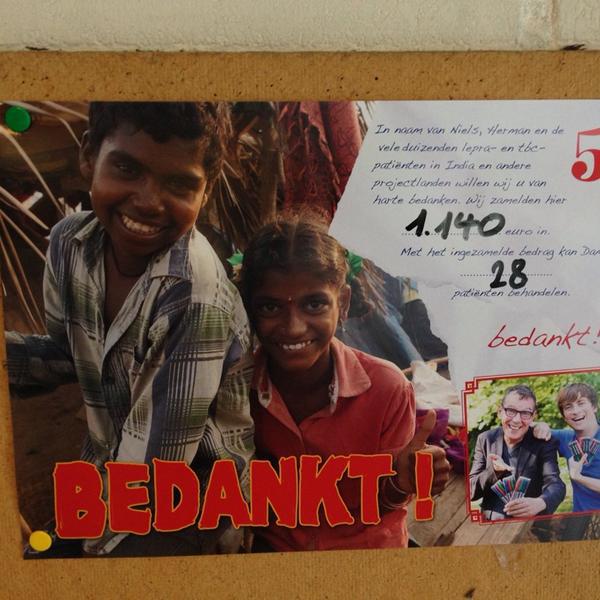 In naam van Niels, Herman en de
vele duizenden lepra- en tbc-
patiënten in India en andere
projectlanden willen wij u van
harte bedanken. Wij zamelden hier
1.140 euro in.
Met het ingezamelde bedrag kan Dam
28
patiënten behandelen.
bedankt!
5
BEDANKT!